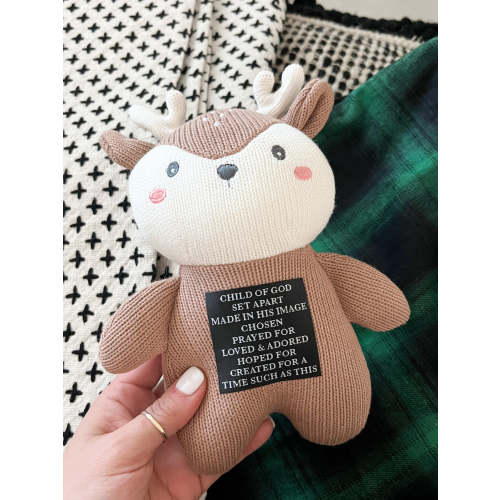 CHILD OF GOD
SET APART
MADE IN HIS IMAGE
CHOSEN
PRAYED FOR
LOVED & ADORED
HOPED FOR
CREATED FOR A
TIME SUCH AS THIS